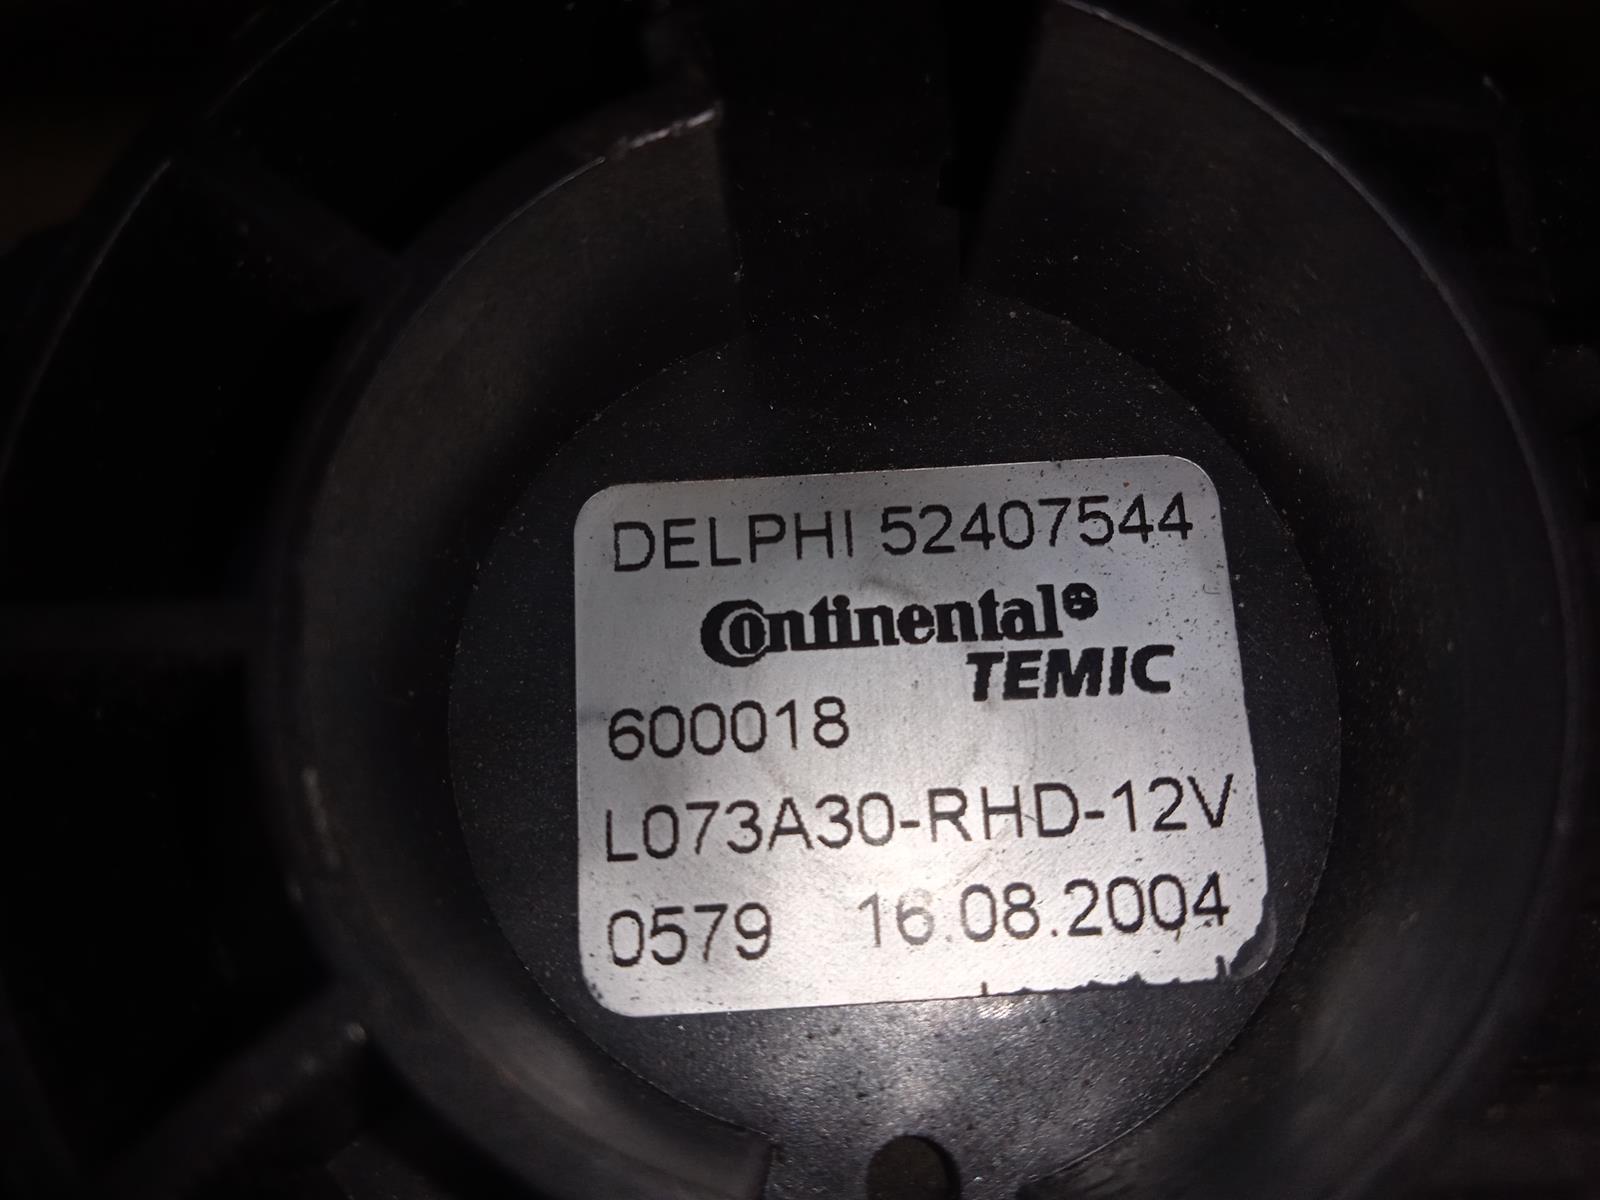 DELPHI 52407544
Continental
TEMIC
600018
L073A30-RHD-12V
0579 16.08.2004